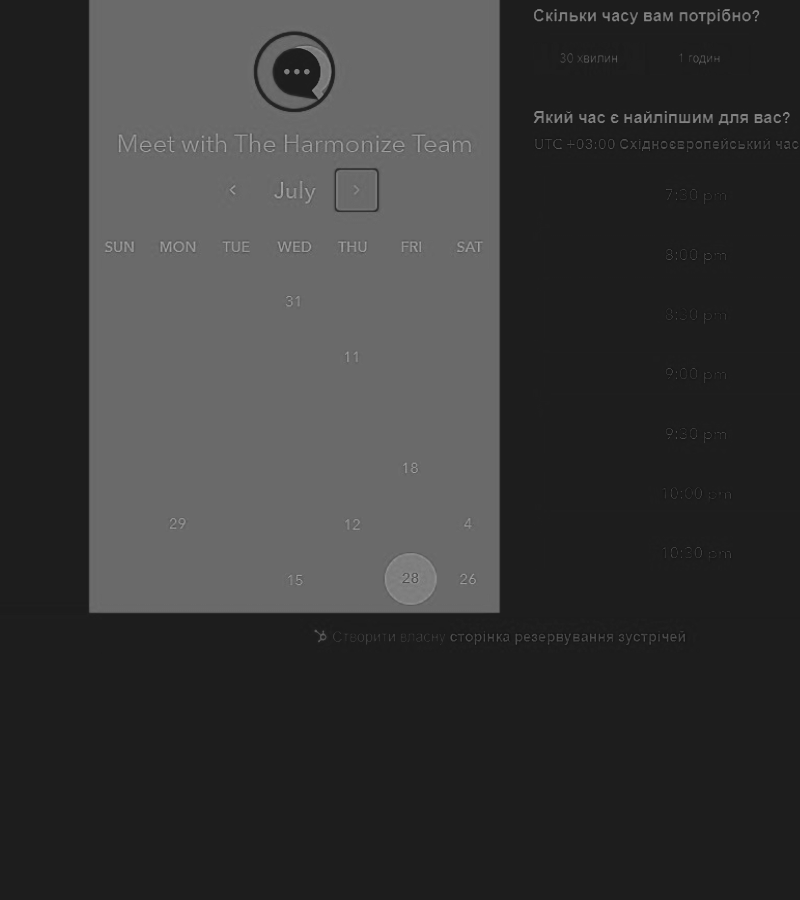 Meet with The Harmonize Team
July
SUN MON TUE WED THU FRI SAT
31
11
18
29 12 4
15 28 26
Скільки часу вам потрібно?
30 хвилин 1 годин
Який час є найліпшим для вас?
UTC +03:00 Східноєвропейський час
7:30 pm
8:00 pm
8:30 pm
9:00 pm
9:30 pm
10:00 pm
10:30 pm
Створити власну сторінка резервування зустрічей